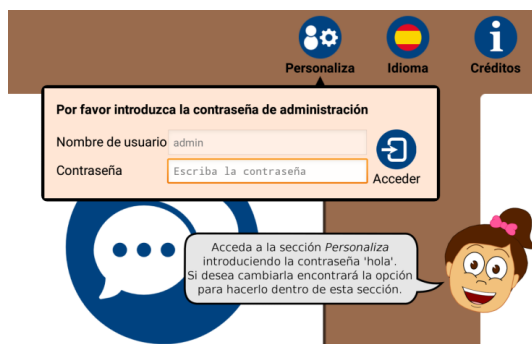 Personaliza
Idioma
Créditos
Por favor introduzca la contraseña de administración
Nombre de usuario admin
Contraseña Escriba la contraseña
Acceder
Acceda a la sección Personaliza
introduciendo la contraseña 'hola'.
Si desea cambiarla encontrará la opción
para hacerlo dentro de esta sección.